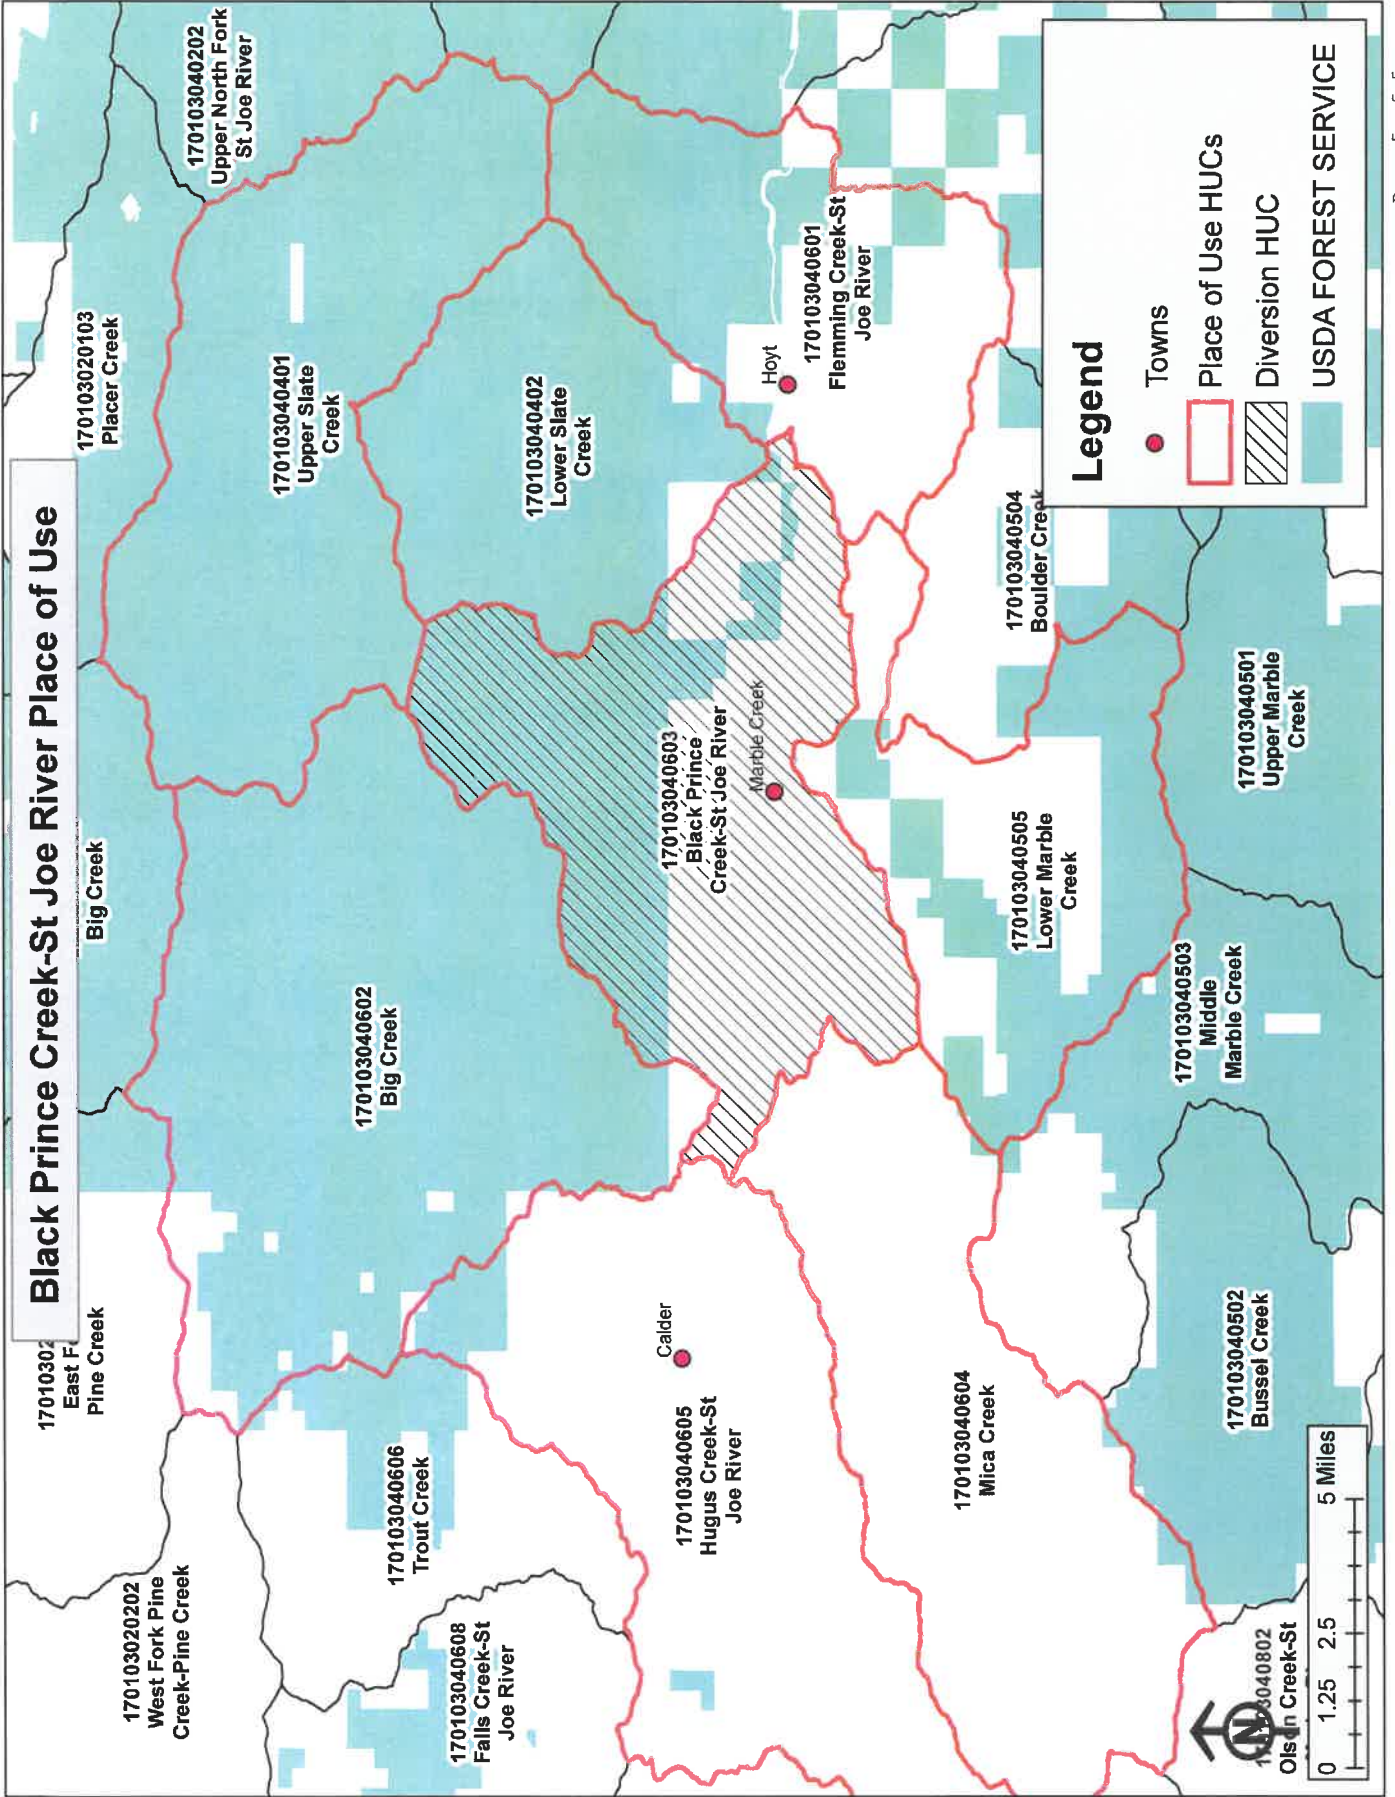 Black Prince Creek-St Joe River Place of Use
East
Pine Creek
Big Creek
170103020103
Placer Creek
170103040202
Upper North Fork
St Joe River
170103020202
West Fork Pine
Creek-Pine Creek
170103040401
Upper Slate
Creek
170103040602
Big Creek
170103040606
Trout Creek
170103040608
Falls Creek-St
Joe River
170103040402
Lower Slate
Creek
Calder
170103040605
Hugus Creek-St
Joe River
170103040603
Black Prince
Creek-St Joe River
Marble Creek
Hoyt
170103040601
Flemming Creek-St
Joe River
170103040604
Mica Creek
170103040505
Lower Marble
Creek
170103040504
Boulder Creek
170103040503
Middle
Marble Creek
170103040501
Upper Marble
Creek
170103040502
Bussel Creek
3040802
Olson Creek-St
N
0 1.25 2.5 5 Miles
Legend
Towns
Place of Use HUCs
Diversion HUC
USDA FOREST SERVICE